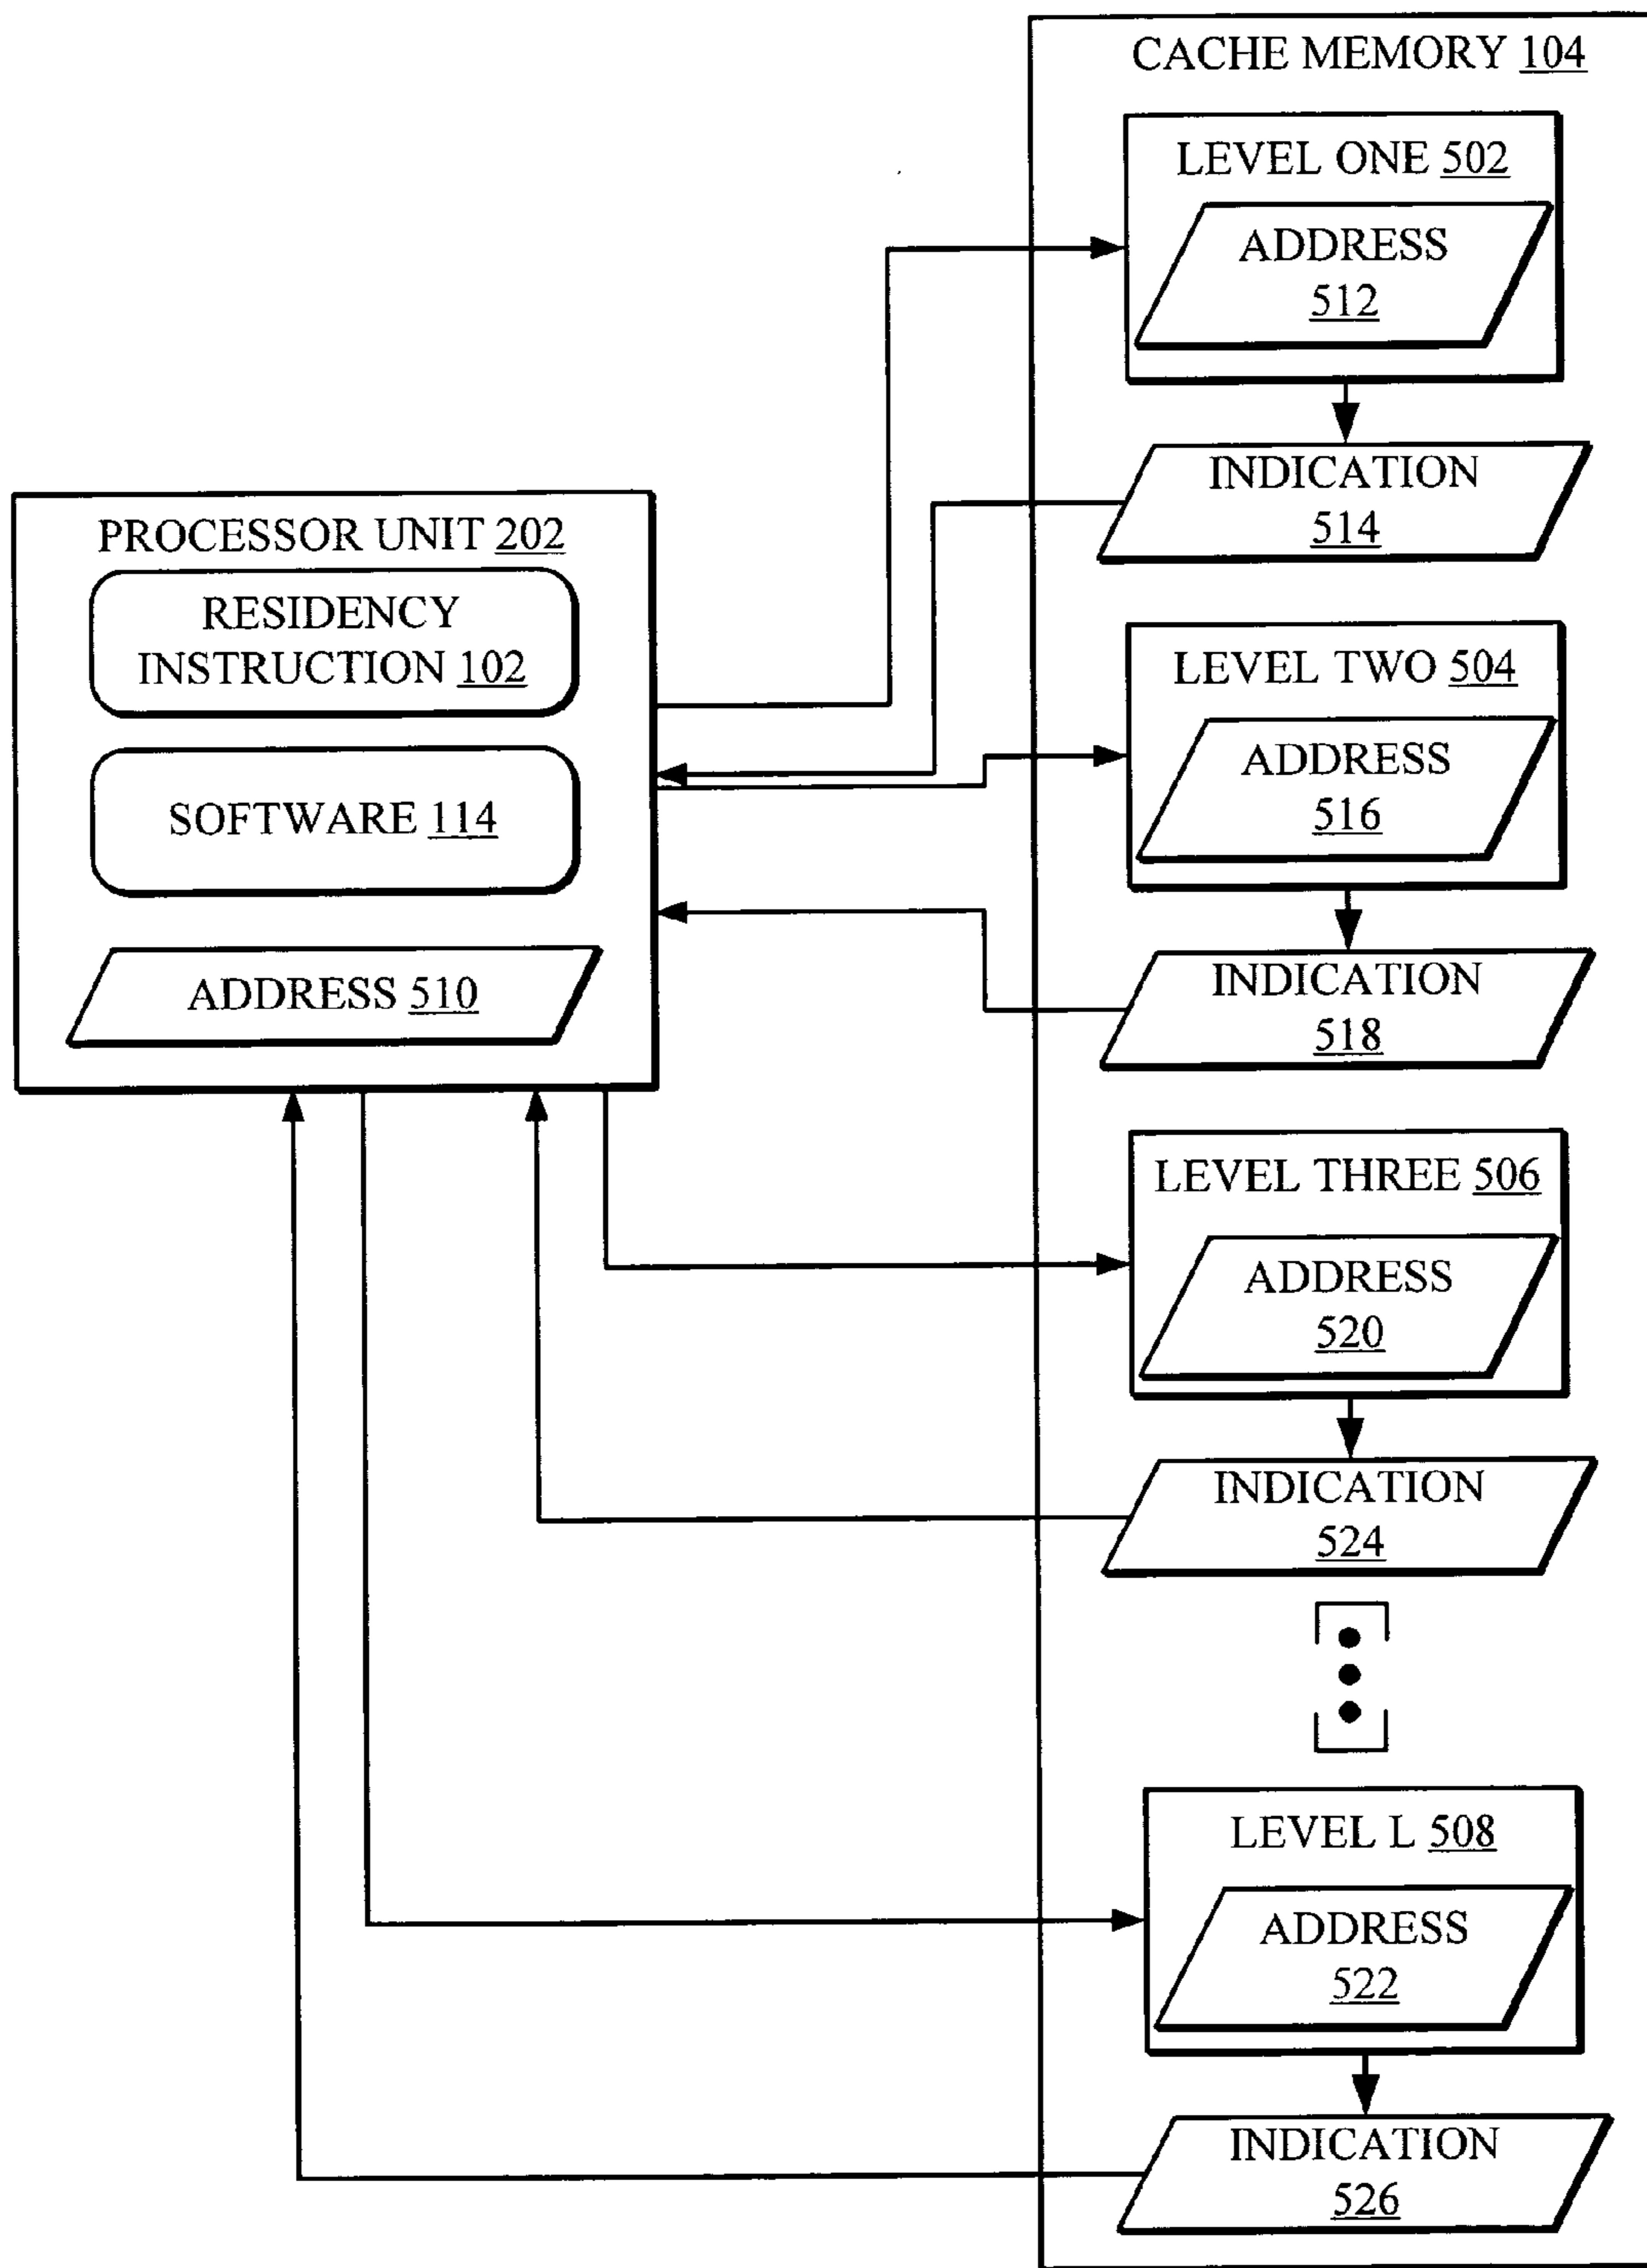 CACHE MEMORY 104
LEVEL ONE 502
ADDRESS
512
INDICATION
514
PROCESSOR UNIT 202
RESIDENCY
INSTRUCTION 102
SOFTWARE 114
ADDRESS 510
LEVEL TWO 504
ADDRESS
516
INDICATION
518
LEVEL THREE 506
ADDRESS
520
INDICATION
524
LEVEL L 508
ADDRESS
522
INDICATION
526